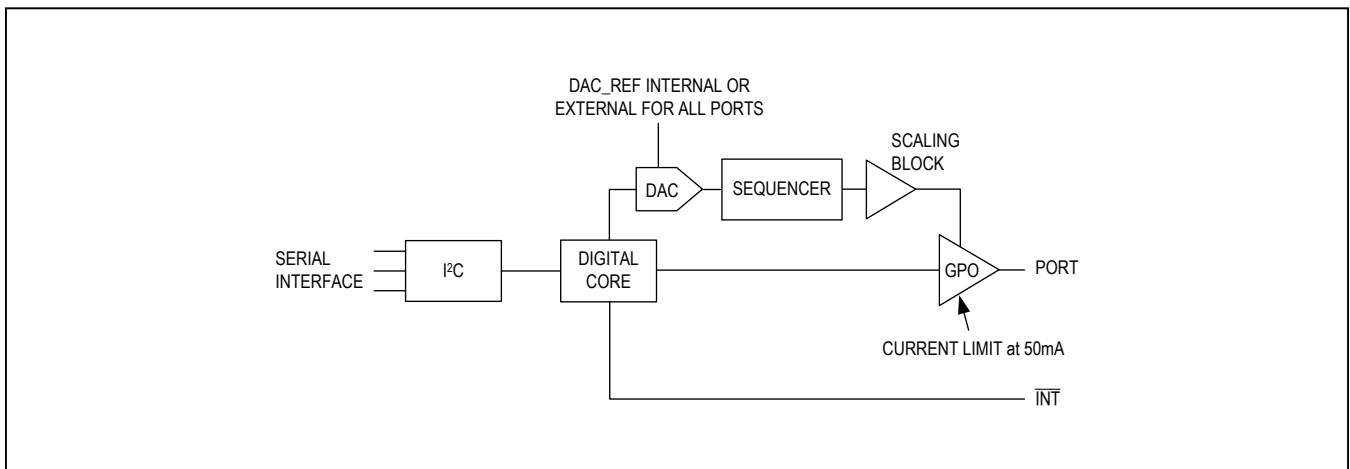 DAC_REF INTERNAL OR
EXTERNAL FOR ALL PORTS
SCALING
BLOCK
DAC
SEQUENCER
SERIAL
INTERFACE
I²C
DIGITAL
CORE
GPO
PORT
CURRENT LIMIT at 50mA
I̅N̅T̅